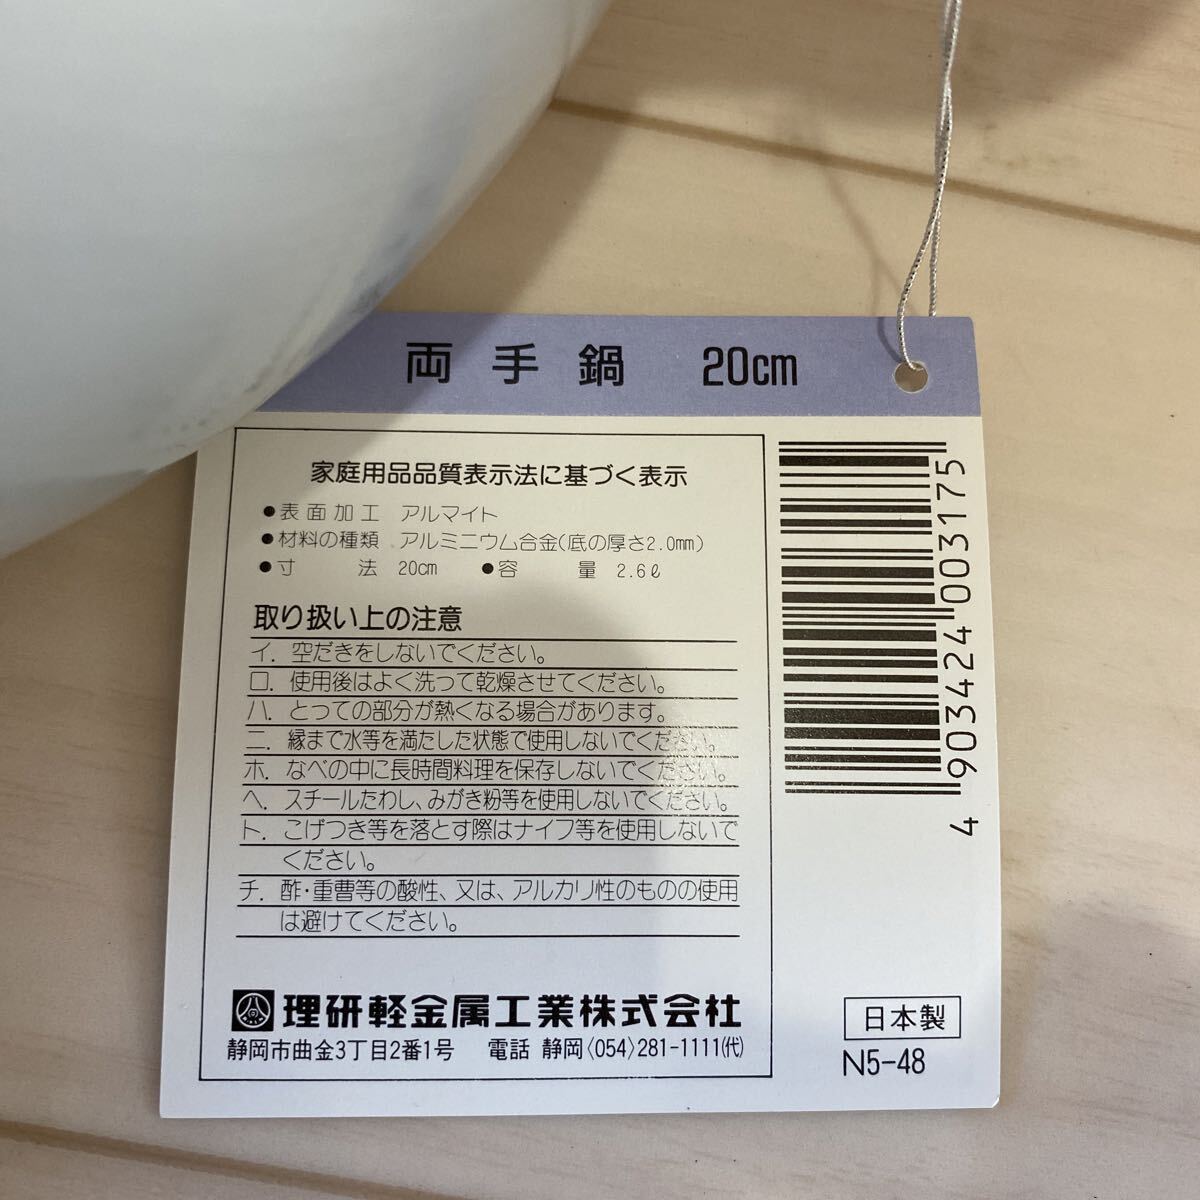 両手鍋 20cm
家庭用品品質表示法に基づく表示
●表面加工 アルマイト
●材料の種類 アルミニウム合金(底の厚さ2.0mm)
●寸法 20cm ●容量 2.6ℓ
取り扱い上の注意
イ. 空だきをしないでください。
ロ. 使用後はよく洗って乾燥させてください。
ハ. とっての部分が熱くなる場合があります。
ニ. 縁まで水等を満たした状態で使用しないでください。
ホ. なべの中に長時間料理を保存しないでください。
ヘ. スチールたわし、みがき粉等を使用しないでください。
ト. こげつき等を落とす際はナイフ等を使用しないで
ください。
チ. 酢・重曹等の酸性、又は、アルカリ性のものの使用
は避けてください。
理研軽金属工業株式会社
静岡市曲金3丁目2番1号 電話 静岡〈054〉281-1111(代)
4 903424 003175
日本製
N5-48